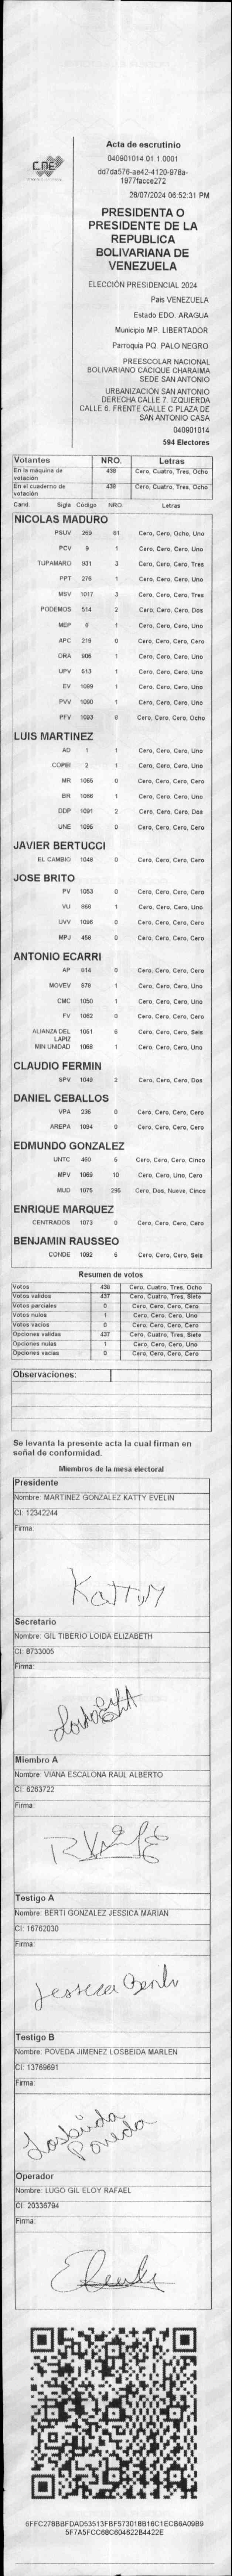 CNE
Acta de escrutinio
040901014.01.1.0001
dd7da576-ae42-4120-978a-
1977facce272
28/07/2024 06:52:31 PM
PRESIDENTA O
PRESIDENTE DE LA
REPUBLICA
BOLIVARIANA DE
VENEZUELA
ELECCIÓN PRESIDENCIAL 2024
País VENEZUELA
Estado EDO. ARAGUA
Municipio MP. LIBERTADOR
Parroquia PQ. PALO NEGRO
PREESCOLAR NACIONAL
BOLIVARIANO CACIQUE CHARAIMA
SEDE SAN ANTONIO
URBANIZACIÓN SAN ANTONIO
DERECHA CALLE 7. IZQUIERDA
CALLE 6. FRENTE CALLE C PLAZA DE
SAN ANTONIO CASA
040901014
594 Electores
Votantes NRO. Letras
En la máquina de votación 438 Cero, Cuatro, Tres, Ocho
En el cuaderno de votación 438 Cero, Cuatro, Tres, Ocho
Cand. Sigla Código NRO. Letras
NICOLAS MADURO
PSUV 269 81 Cero, Cero, Ocho, Uno
PCV 9 1 Cero, Cero, Cero, Uno
TUPAMARO 931 3 Cero, Cero, Cero, Tres
PPT 276 1 Cero, Cero, Cero, Uno
MSV 1017 3 Cero, Cero, Cero, Tres
PODEMOS 514 2 Cero, Cero, Cero, Dos
MEP 6 1 Cero, Cero, Cero, Uno
APC 219 0 Cero, Cero, Cero, Cero
ORA 906 1 Cero, Cero, Cero, Uno
UPV 613 1 Cero, Cero, Cero, Uno
EV 1089 1 Cero, Cero, Cero, Uno
PVV 1090 1 Cero, Cero, Cero, Uno
PFV 1093 8 Cero, Cero, Cero, Ocho
LUIS MARTINEZ
AD 1 1 Cero, Cero, Cero, Uno
COPEI 2 1 Cero, Cero, Cero, Uno
MR 1065 0 Cero, Cero, Cero, Cero
BR 1066 1 Cero, Cero, Cero, Uno
DDP 1091 2 Cero, Cero, Cero, Dos
UNE 1095 0 Cero, Cero, Cero, Cero
JAVIER BERTUCCI
EL CAMBIO 1048 0 Cero, Cero, Cero, Cero
JOSE BRITO
PV 1053 0 Cero, Cero, Cero, Cero
VU 868 1 Cero, Cero, Cero, Uno
UVV 1096 0 Cero, Cero, Cero, Cero
MPJ 458 0 Cero, Cero, Cero, Cero
ANTONIO ECARRI
AP 814 0 Cero, Cero, Cero, Cero
MOVEV 978 1 Cero, Cero, Cero, Uno
CMC 1050 1 Cero, Cero, Cero, Uno
FV 1062 0 Cero, Cero, Cero, Cero
ALIANZA DEL LAPIZ 1051 6 Cero, Cero, Cero, Seis
MIN UNIDAD 1068 1 Cero, Cero, Cero, Uno
CLAUDIO FERMIN
SPV 1049 2 Cero, Cero, Cero, Dos
DANIEL CEBALLOS
VPA 236 0 Cero, Cero, Cero, Cero
AREPA 1094 0 Cero, Cero, Cero, Cero
EDMUNDO GONZALEZ
UNTC 460 5 Cero, Cero, Cero, Cinco
MPV 1069 10 Cero, Cero, Uno, Cero
MUD 1075 295 Cero, Dos, Nueve, Cinco
ENRIQUE MARQUEZ
CENTRADOS 1073 0 Cero, Cero, Cero, Cero
BENJAMIN RAUSSEO
CONDE 1092 6 Cero, Cero, Cero, Seis
Resumen de votos
Votos 438 Cero, Cuatro, Tres, Ocho
Votos válidos 437 Cero, Cuatro, Tres, Siete
Votos parciales 0 Cero, Cero, Cero, Cero
Votos nulos 1 Cero, Cero, Cero, Uno
Votos vacíos 0 Cero, Cero, Cero, Cero
Opciones válidas 437 Cero, Cuatro, Tres, Siete
Opciones nulas 1 Cero, Cero, Cero, Uno
Opciones vacías 0 Cero, Cero, Cero, Cero
Observaciones:
Se levanta la presente acta la cual firman en
señal de conformidad.
Miembros de la mesa electoral
Presidente
Nombre: MARTINEZ GONZALEZ KATTY EVELIN
CI: 12342244
Firma:
KattyM
Secretario
Nombre: GIL TIBERIO LOIDA ELIZABETH
CI: 8733005
Firma:
Miembro A
Nombre: VIANA ESCALONA RAUL ALBERTO
CI: 6263722
Firma:
Testigo A
Nombre: BERTI GONZALEZ JESSICA MARIAN
CI: 16762030
Firma:
Jessica Berti
Testigo B
Nombre: POVEDA JIMENEZ LOSBEIDA MARLEN
CI: 13769691
Firma:
Losbeida
Poveda
Operador
Nombre: LUGO GIL ELOY RAFAEL
CI: 20336794
Firma:
6FFC278BBFDAD53513FBF573018B16C1ECB6A09B9
5F7A5FCC68C604622B4422E